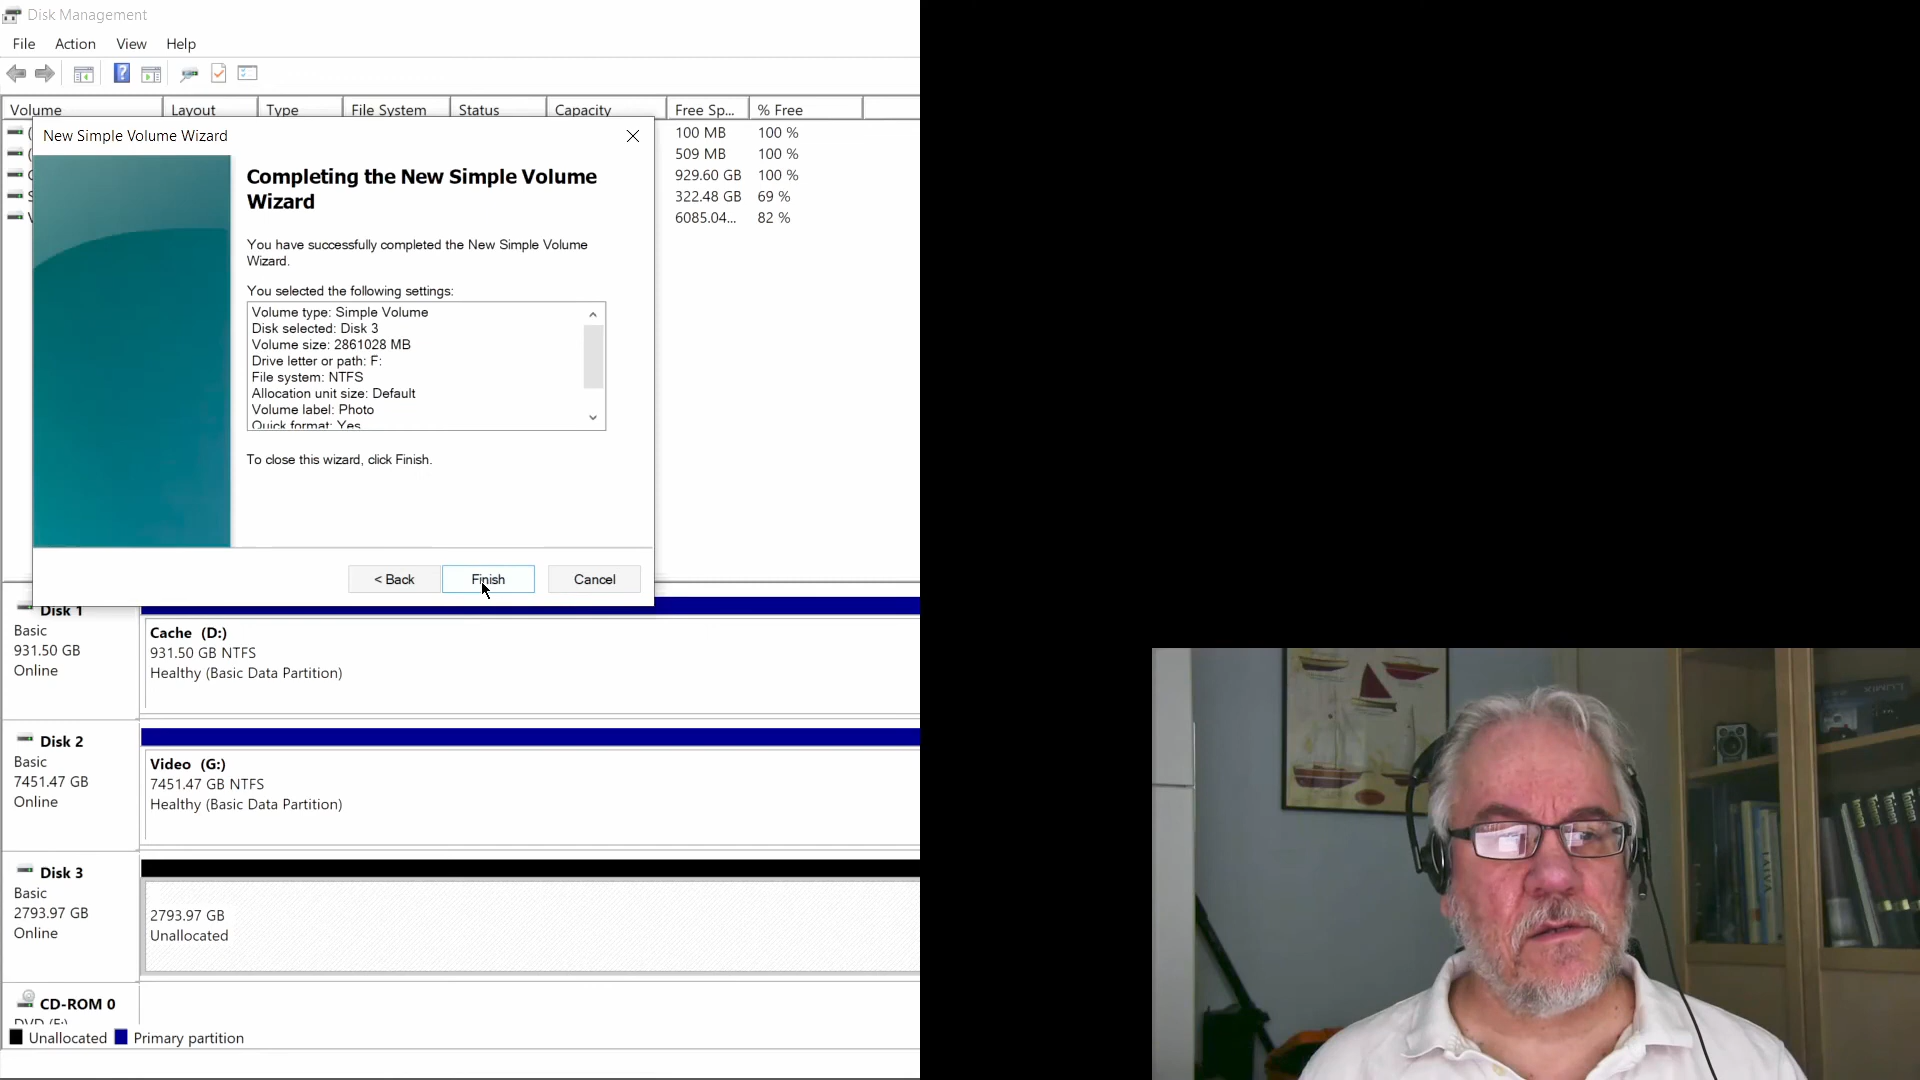 Disk Management
File Action View Help
Volume Layout Type File System Status Capacity Free Sp... % Free
100 MB 100 %
509 MB 100 %
929.60 GB 100 %
322.48 GB 69 %
6085.04... 82 %
New Simple Volume Wizard
Completing the New Simple Volume
Wizard
You have successfully completed the New Simple Volume
Wizard.
You selected the following settings:
Volume type: Simple Volume
Disk selected: Disk 3
Volume size: 2861028 MB
Drive letter or path: F:
File system: NTFS
Allocation unit size: Default
Volume label: Photo
Quick format: Yes
To close this wizard, click Finish.
< Back Finish Cancel
Disk 1
Basic
931.50 GB
Online
Cache (D:)
931.50 GB NTFS
Healthy (Basic Data Partition)
Disk 2
Basic
7451.47 GB
Online
Video (G:)
7451.47 GB NTFS
Healthy (Basic Data Partition)
Disk 3
Basic
2793.97 GB
Online
2793.97 GB
Unallocated
CD-ROM 0
DVD (E:)
Unallocated Primary partition